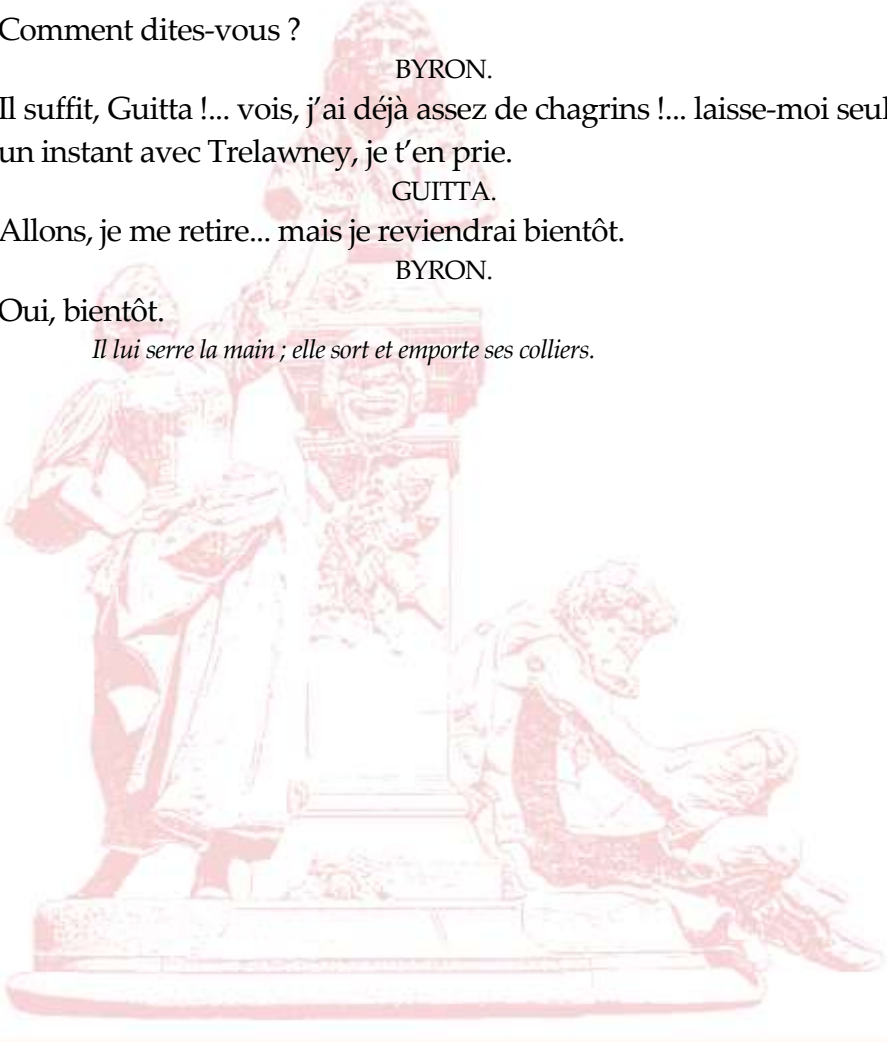 Comment dites-vous ?
BYRON.
Il suffit, Guitta !... vois, j’ai déjà assez de chagrins !... laisse-moi seul
un instant avec Trelawney, je t’en prie.
GUITTA.
Allons, je me retire... mais je reviendrai bientôt.
BYRON.
Oui, bientôt.
Il lui serre la main ; elle sort et emporte ses colliers.